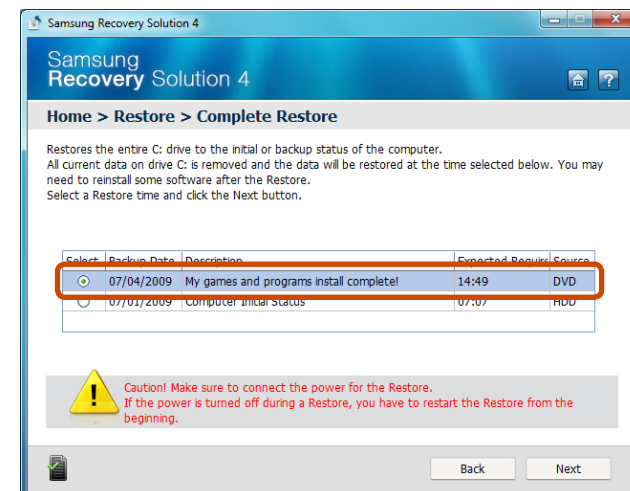 Samsung Recovery Solution 4
Samsung
Recovery Solution 4
Home > Restore > Complete Restore
Restores the entire C: drive to the initial or backup status of the computer.
All current data on drive C: is removed and the data will be restored at the time selected below. You may
need to reinstall some software after the Restore.
Select a Restore time and click the Next button.
Select Backup Date Description Expected Require Source
07/04/2009 My games and programs install complete! 14:49 DVD
07/01/2009 Computer Initial Status 07:07 HDD
Caution! Make sure to connect the power for the Restore.
If the power is turned off during a Restore, you have to restart the Restore from the
beginning.
Back Next